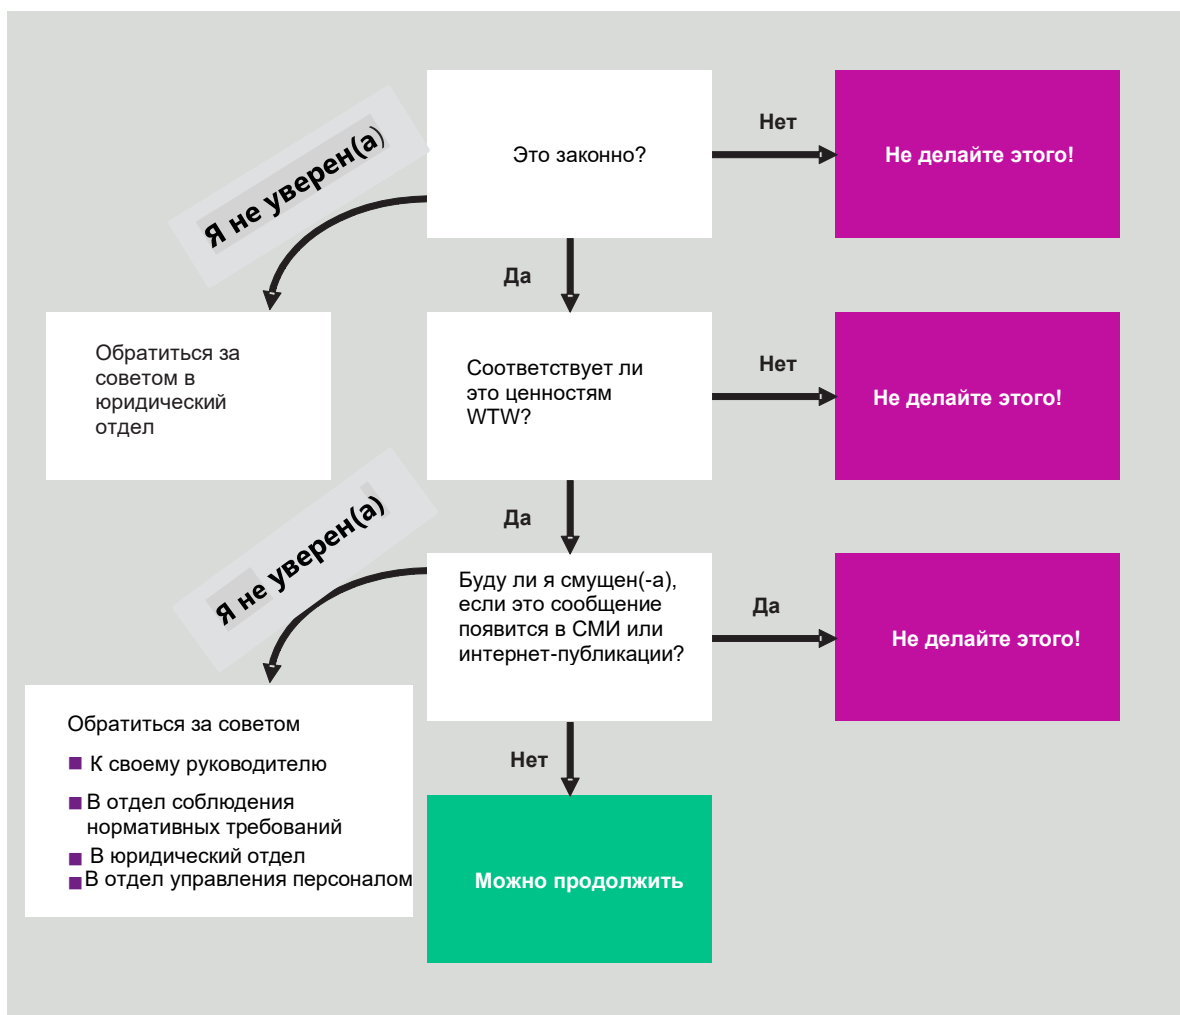 Это законно?
Нет
Не делайте этого!
Я не уверен(а)
Да
Обратиться за
советом в
юридический
отдел
Соответствует ли
это ценностям
WTW?
Нет
Не делайте этого!
Да
Я не уверен(а)
Буду ли я смущен(-а),
если это сообщение
появится в СМИ или
интернет-публикации?
Да
Не делайте этого!
Обратиться за советом
К своему руководителю
В отдел соблюдения
нормативных требований
В юридический отдел
В отдел управления персоналом
Нет
Можно продолжить